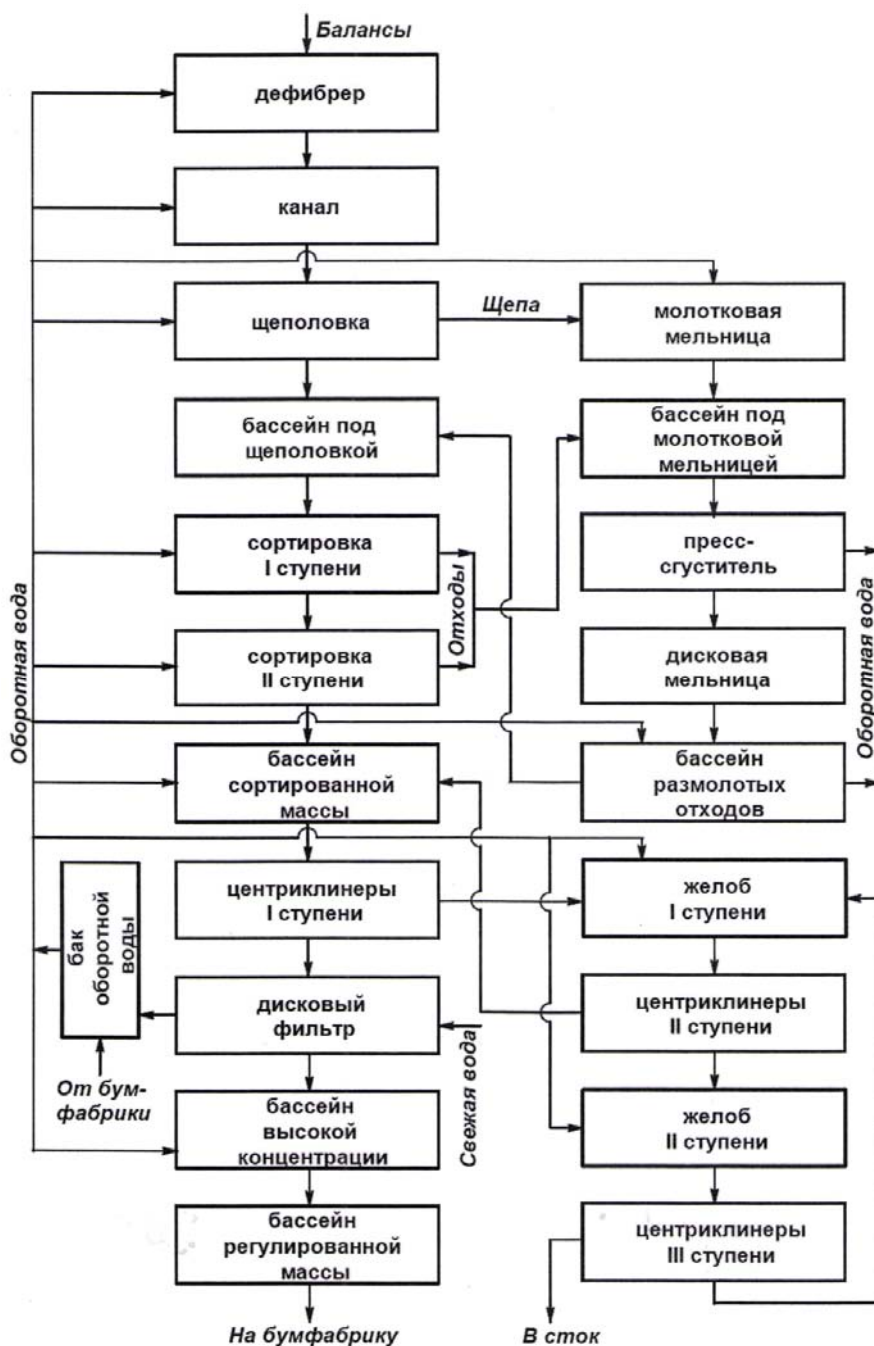 Балансы
дефибрер
канал
щеполовка
Щепа
молотковая
мельница
бассейн под
щеполовкой
бассейн под
молотковой
мельницей
сортировка
I ступени
Отходы
пресс-
сгуститель
Оборотная вода
Оборотная вода
сортировка
II ступени
дисковая
мельница
бассейн
сортированной
массы
бассейн
размолотых
отходов
бак
оборотной
воды
центриклинеры
I ступени
желоб
I ступени
дисковый
фильтр
Свежая вода
центриклинеры
II ступени
От бум-
фабрики
бассейн
высокой
концентрации
желоб
II ступени
бассейн
регулированной
массы
центриклинеры
III ступени
На бумфабрику
В сток